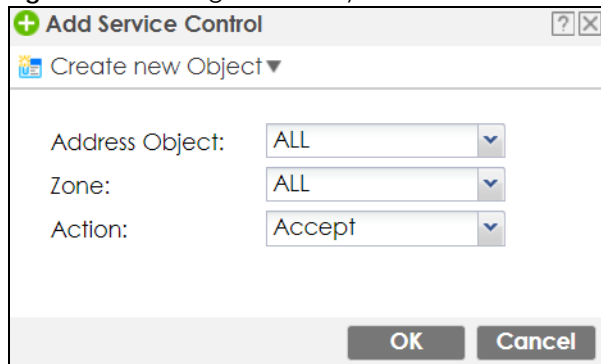 Add Service Control ?
Create new Object
Address Object: ALL
Zone: ALL
Action: Accept
OK Cancel